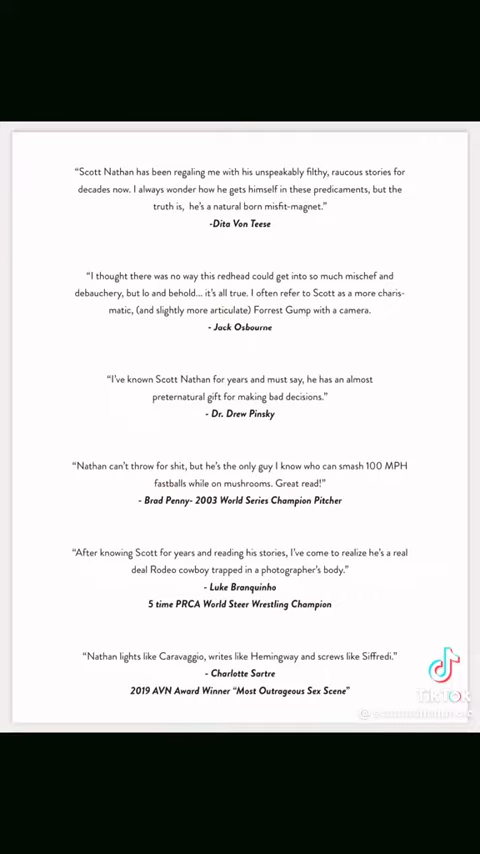 “Scott Nathan has been regaling me with his unspeakably filthy, raucous stories for
decades now. I always wonder how he gets himself in these predicaments, but the
truth is, he’s a natural born misfit-magnet.”
-Dita Von Teese
“I thought there was no way this redhead could get into so much mischief and
debauchery, but lo and behold... it’s all true. I often refer to Scott as a more charis-
matic, (and slightly more articulate) Forrest Gump with a camera.
- Jack Osbourne
“I’ve known Scott Nathan for years and must say, he has an almost
preternatural gift for making bad decisions.”
- Dr. Drew Pinsky
“Nathan can’t throw for shit, but he’s the only guy I know who can smash 100 MPH
fastballs while on mushrooms. Great read!”
- Brad Penny- 2003 World Series Champion Pitcher
“After knowing Scott for years and reading his stories, I’ve come to realize he’s a real
deal Rodeo cowboy trapped in a photographer’s body.”
- Luke Branquinho
5 time PRCA World Steer Wrestling Champion
“Nathan lights like Caravaggio, writes like Hemingway and screws like Siffredi.”
- Charlotte Sartre
2019 AVN Award Winner “Most Outrageous Sex Scene”
TikTok